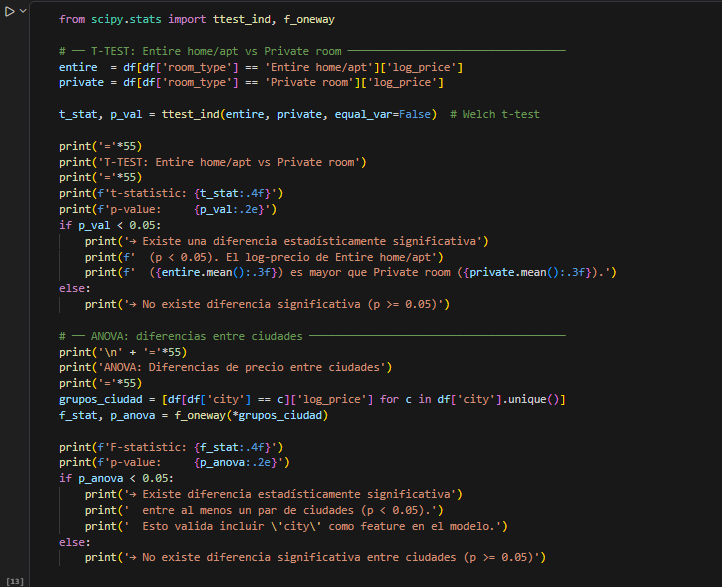 from scipy.stats import ttest_ind, f_oneway
# ── T-TEST: Entire home/apt vs Private room ──────────────────────────────────
entire  = df[df['room_type'] == 'Entire home/apt']['log_price']
private = df[df['room_type'] == 'Private room']['log_price']
t_stat, p_val = ttest_ind(entire, private, equal_var=False)  # Welch t-test
print('='*55)
print('T-TEST: Entire home/apt vs Private room')
print('='*55)
print(f't-statistic: {t_stat:.4f}')
print(f'p-value:     {p_val:.2e}')
if p_val < 0.05:
    print('→ Existe una diferencia estadísticamente significativa')
    print(f'  (p < 0.05). El log-precio de Entire home/apt')
    print(f'  ({entire.mean():.3f}) es mayor que Private room ({private.mean():.3f}).')
else:
    print('→ No existe diferencia significativa (p >= 0.05)')
# ── ANOVA: diferencias entre ciudades ────────────────────────────────────────
print('\n' + '='*55)
print('ANOVA: Diferencias de precio entre ciudades')
print('='*55)
grupos_ciudad = [df[df['city'] == c]['log_price'] for c in df['city'].unique()]
f_stat, p_anova = f_oneway(*grupos_ciudad)
print(f'F-statistic: {f_stat:.4f}')
print(f'p-value:     {p_anova:.2e}')
if p_anova < 0.05:
    print('→ Existe diferencia estadísticamente significativa')
    print('  entre al menos un par de ciudades (p < 0.05).')
    print('  Esto valida incluir \'city\' como feature en el modelo.')
else:
    print('→ No existe diferencia significativa entre ciudades (p >= 0.05)')
[13]